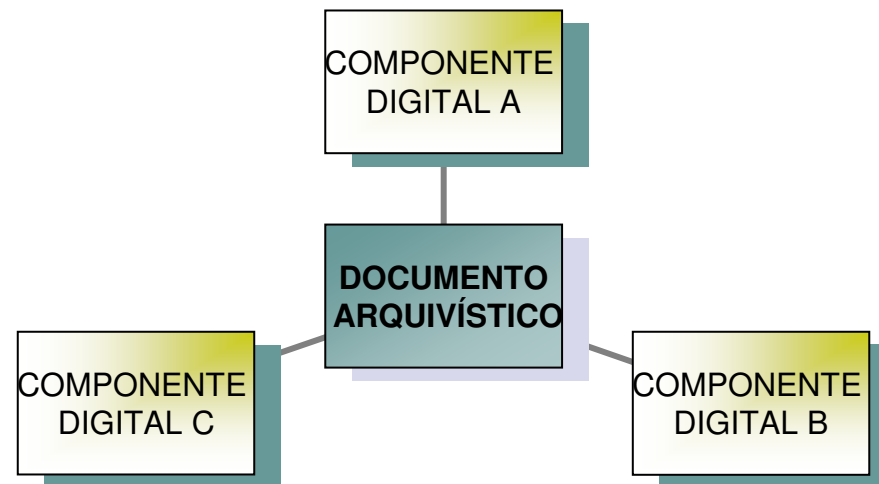 COMPONENTE
DIGITAL A
DOCUMENTO
ARQUIVÍSTICO
COMPONENTE
DIGITAL C
COMPONENTE
DIGITAL B